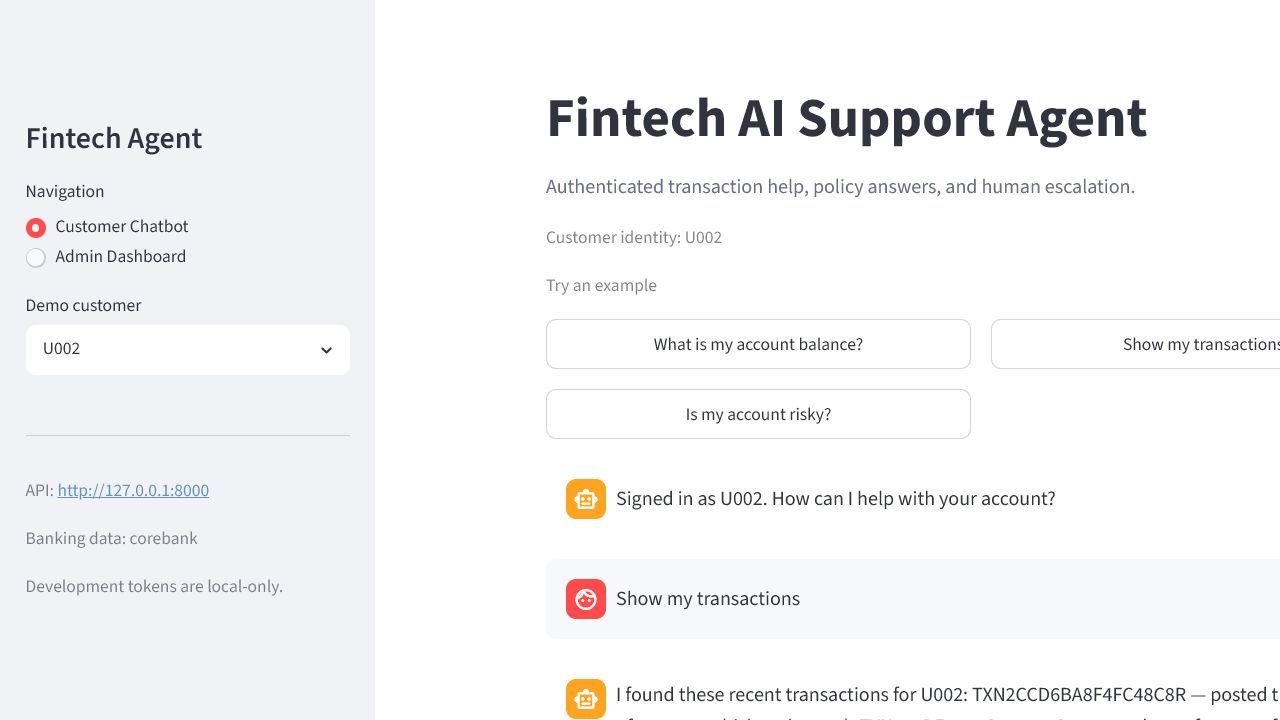 Fintech Agent
Navigation
Customer Chatbot
Admin Dashboard
Demo customer
U002
API: http://127.0.0.1:8000
Banking data: corebank
Development tokens are local-only.
Fintech AI Support Agent
Authenticated transaction help, policy answers, and human escalation.
Customer identity: U002
Try an example
What is my account balance?
Show my transactions
Is my account risky?
Signed in as U002. How can I help with your account?
Show my transactions
I found these recent transactions for U002: TXN2CCD6BA8F4FC48C8R — posted